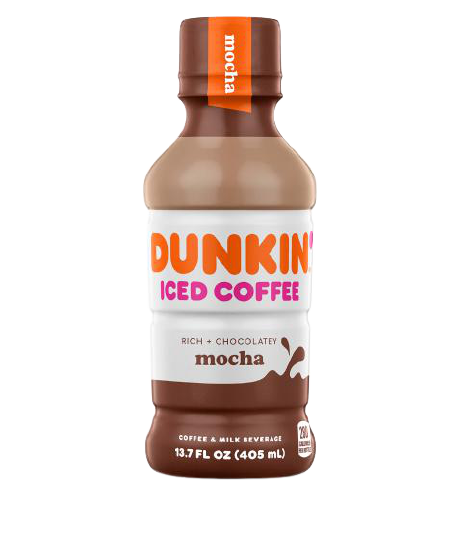 mocha
DUNKIN'
ICED COFFEE
RICH + CHOCOLATEY
mocha
COFFEE & MILK BEVERAGE
13.7 FL OZ (405 mL)